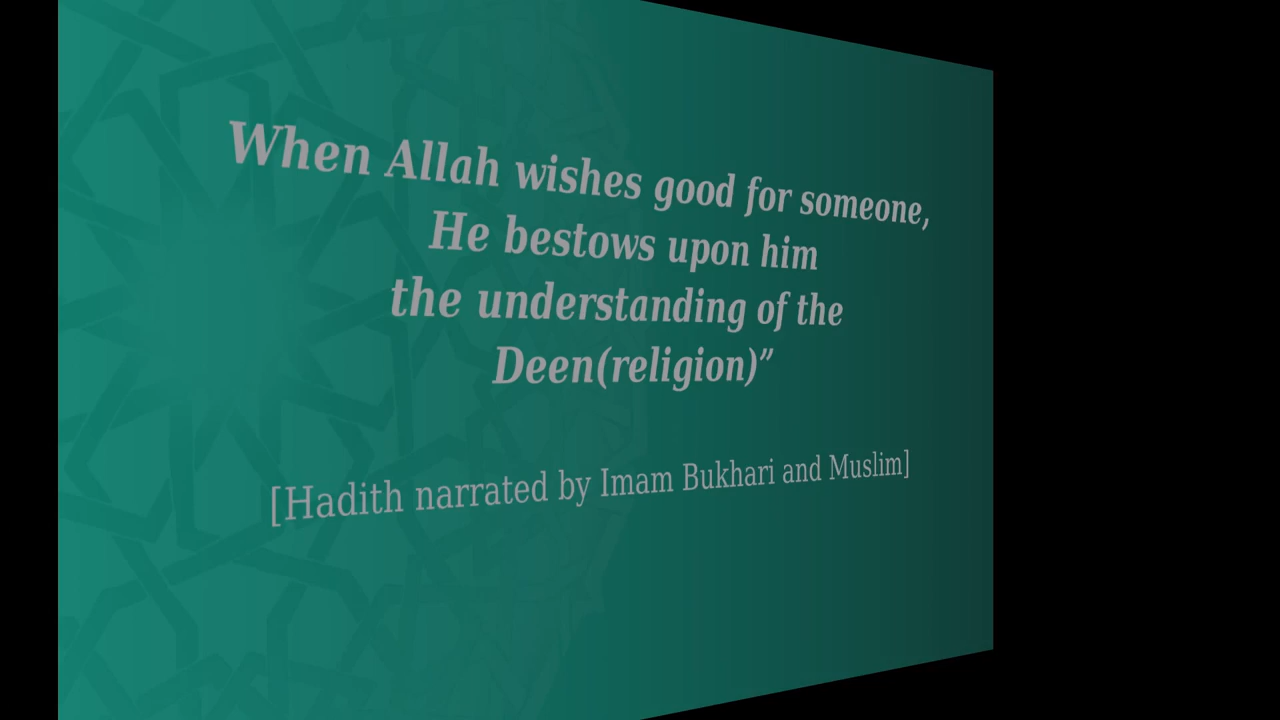 When Allah wishes good for someone,
He bestows upon him
the understanding of the
Deen(religion)”
[Hadith narrated by Imam Bukhari and Muslim]